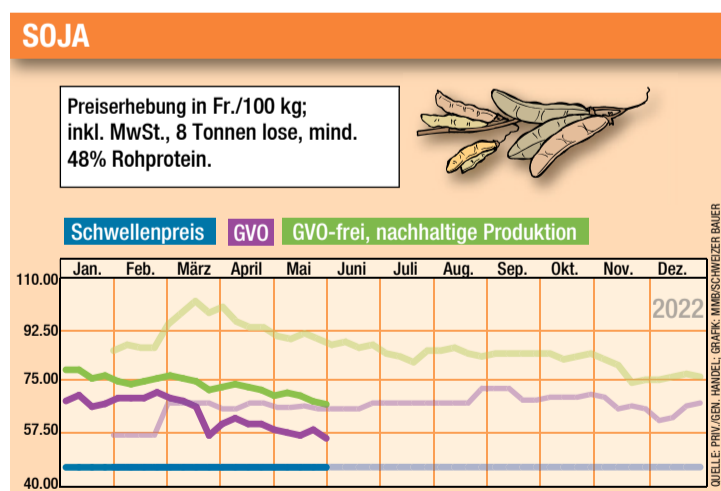 SOJA
Preiserhebung in Fr./100 kg;
inkl. MwSt., 8 Tonnen lose, mind.
48% Rohprotein.
Schwellenpreis GVO GVO-frei, nachhaltige Produktion
Jan. Feb. März April Mai Juni Juli Aug. Sep. Okt. Nov. Dez.
110.00
2022
92.50
75.00
57.50
40.00
QUELLE: PRIV./GEN. HANDEL; GRAFIK: MMB/SCHWEIZER BAUER